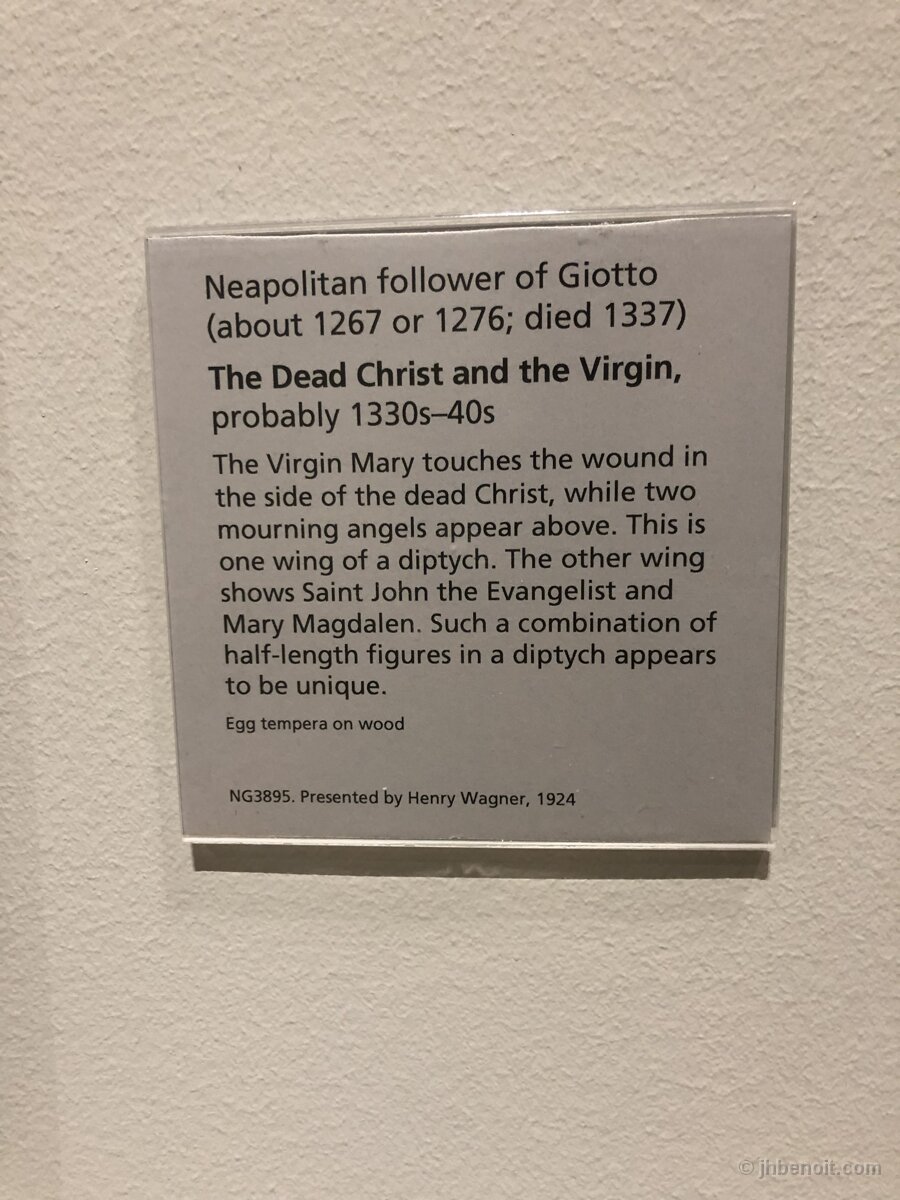 Neapolitan follower of Giotto
(about 1267 or 1276; died 1337)
The Dead Christ and the Virgin,
probably 1330s–40s
The Virgin Mary touches the wound in
the side of the dead Christ, while two
mourning angels appear above. This is
one wing of a diptych. The other wing
shows Saint John the Evangelist and
Mary Magdalen. Such a combination of
half-length figures in a diptych appears
to be unique.
Egg tempera on wood
NG3895. Presented by Henry Wagner, 1924
© jhbenoit.com